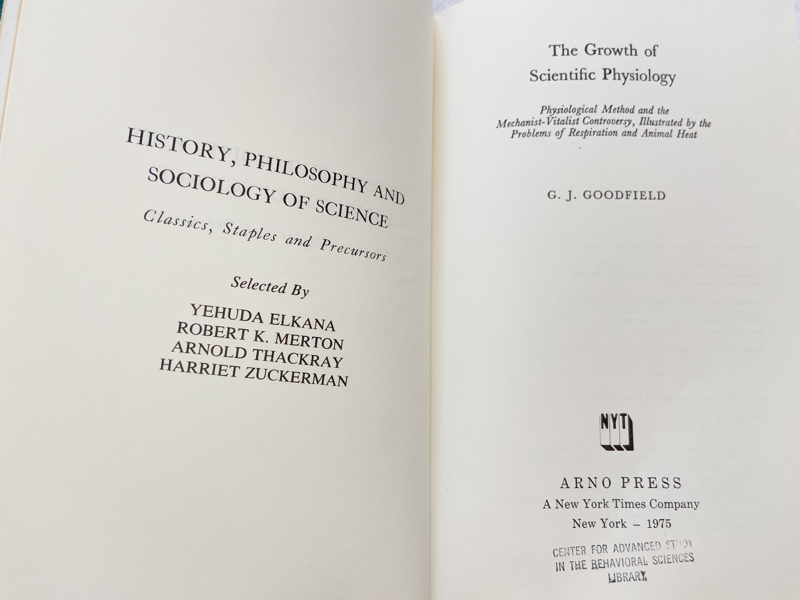 HISTORY, PHILOSOPHY AND
SOCIOLOGY OF SCIENCE
Classics, Staples and Precursors
Selected By
YEHUDA ELKANA
ROBERT K. MERTON
ARNOLD THACKRAY
HARRIET ZUCKERMAN
The Growth of
Scientific Physiology
Physiological Method and the
Mechanist-Vitalist Controversy, Illustrated by the
Problems of Respiration and Animal Heat
G. J. GOODFIELD
NYT
ARNO PRESS
A New York Times Company
New York – 1975
CENTER FOR ADVANCED STUDY
IN THE BEHAVIORAL SCIENCES
LIBRARY